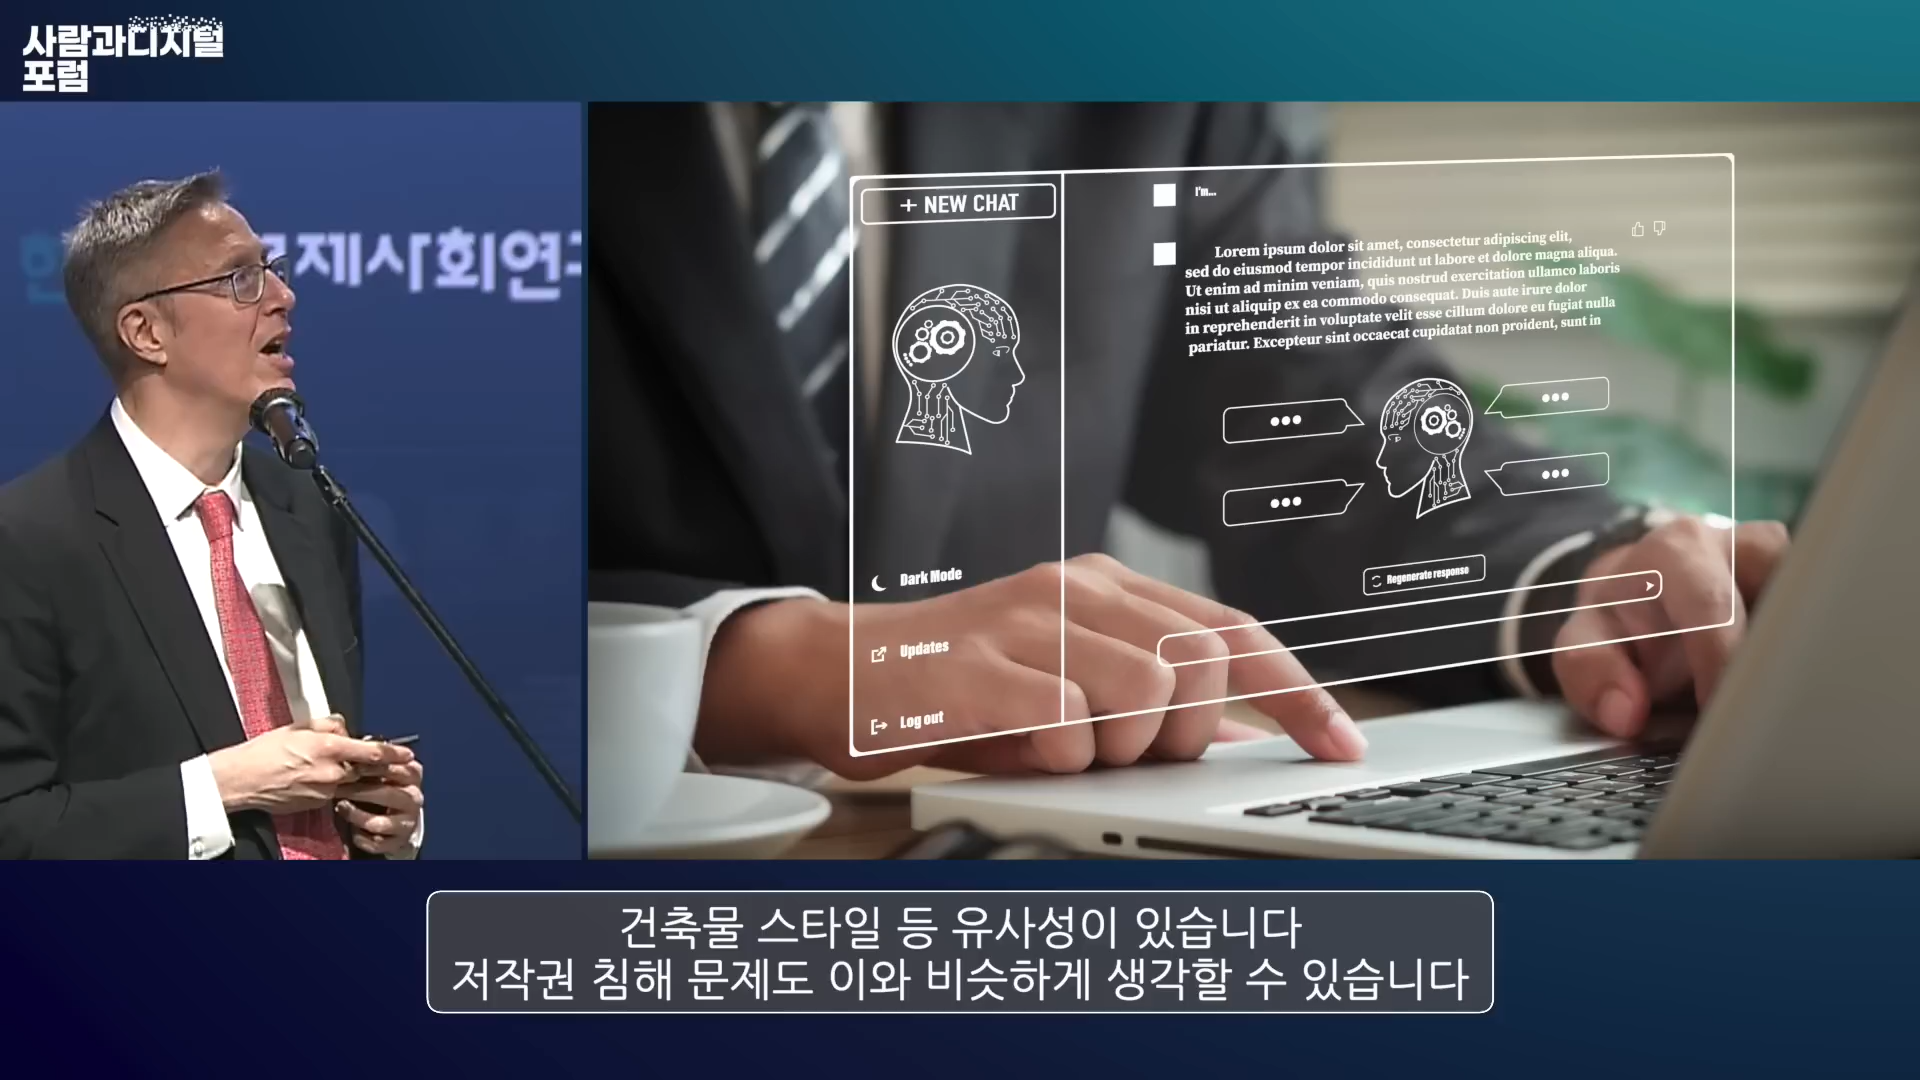 사람과디지털
포럼
제사회연구
+ NEW CHAT
I'm...
Lorem ipsum dolor sit amet, consectetur adipiscing elit,
sed do eiusmod tempor incididunt ut labore et dolore magna aliqua.
Ut enim ad minim veniam, quis nostrud exercitation ullamco laboris
nisi ut aliquip ex ea commodo consequat. Duis aute irure dolor
in reprehenderit in voluptate velit esse cillum dolore eu fugiat nulla
pariatur. Excepteur sint occaecat cupidatat non proident, sunt in
Regenerate response
Dark Mode
Updates
Log out
건축물 스타일 등 유사성이 있습니다
저작권 침해 문제도 이와 비슷하게 생각할 수 있습니다